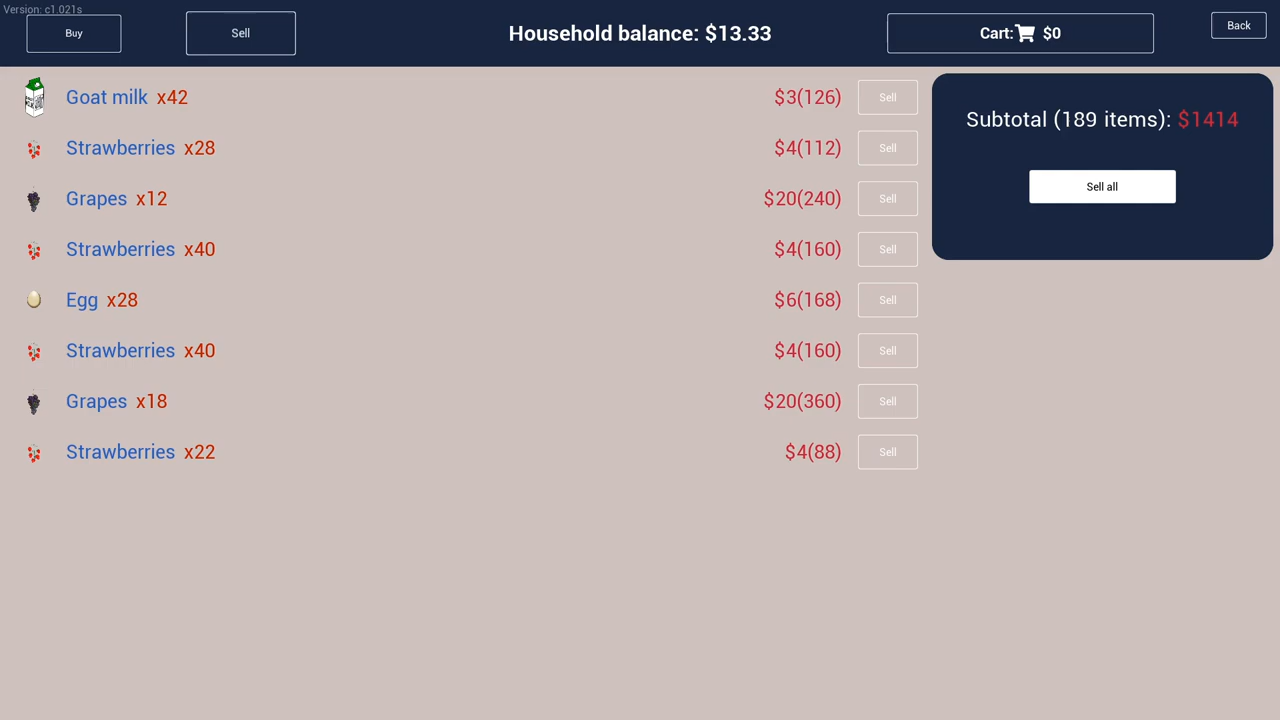 Version: c1.021s
Buy
Sell
Household balance: $13.33
Cart: $0
Back
Goat milk x42 $3(126) Sell
Strawberries x28 $4(112) Sell
Grapes x12 $20(240) Sell
Strawberries x40 $4(160) Sell
Egg x28 $6(168) Sell
Strawberries x40 $4(160) Sell
Grapes x18 $20(360) Sell
Strawberries x22 $4(88) Sell
Subtotal (189 items): $1414
Sell all